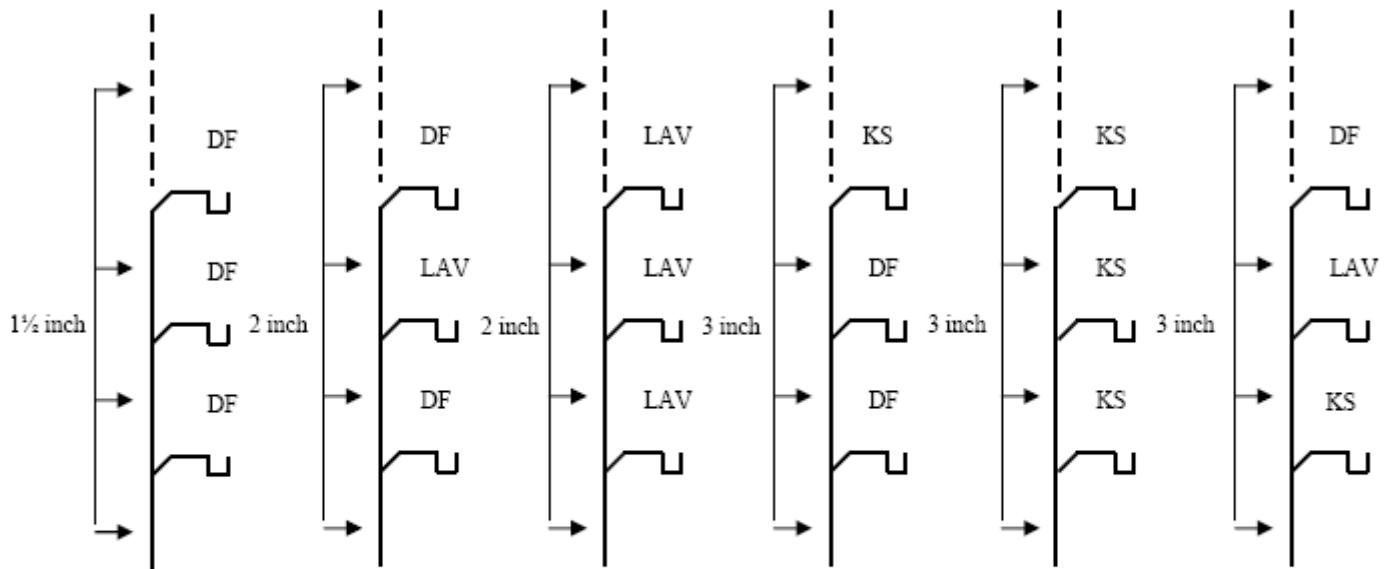 DF DF LAV KS KS DF
DF LAV LAV DF KS LAV
1½ inch 2 inch 2 inch 3 inch 3 inch 3 inch
DF DF LAV DF KS KS